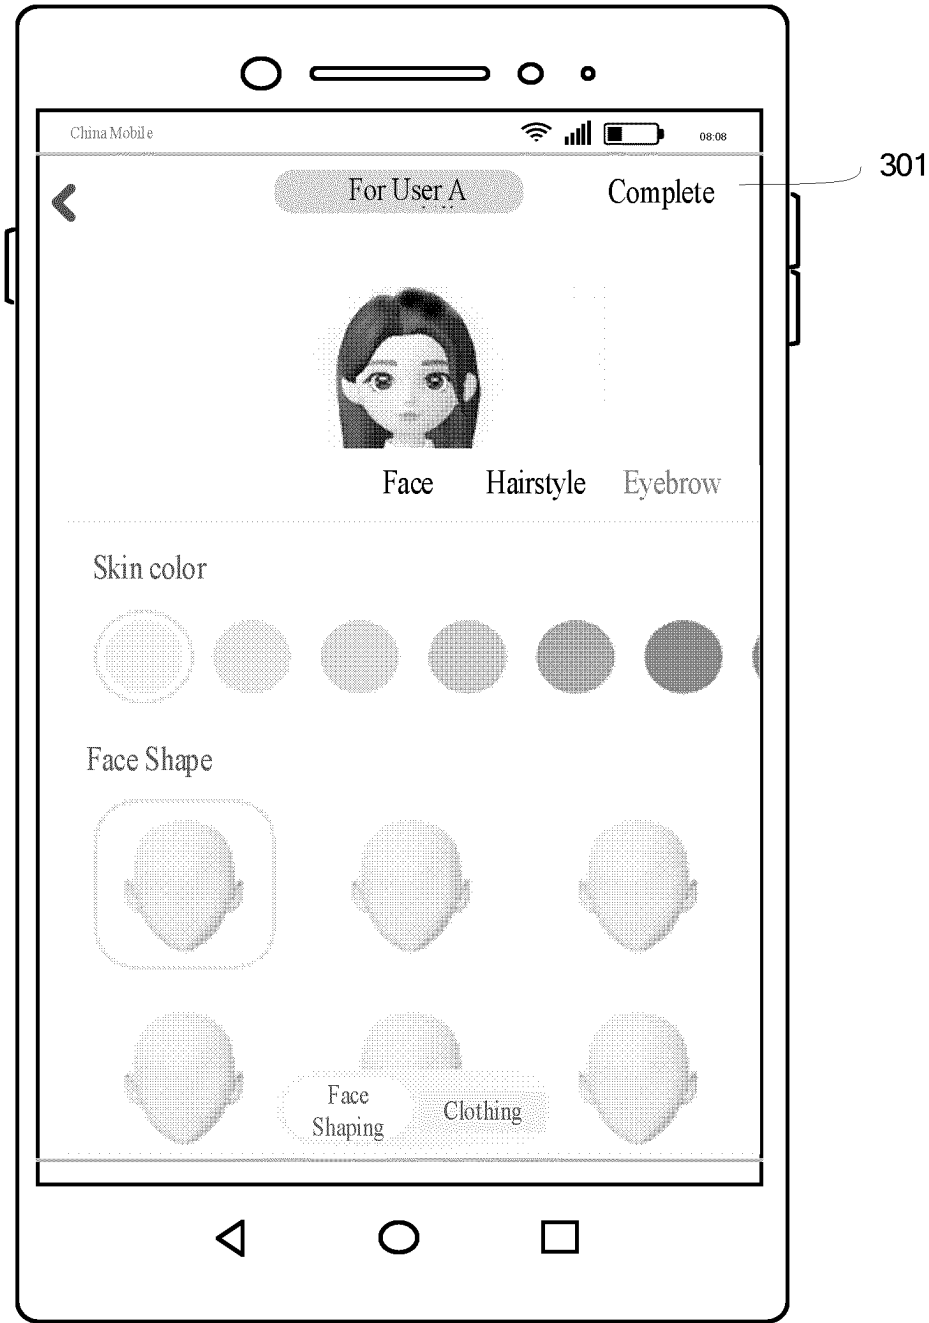 China Mobile
08:08
For User A
Complete
301
Face
Hairstyle
Eyebrow
Skin color
Face Shape
Face
Shaping
Clothing